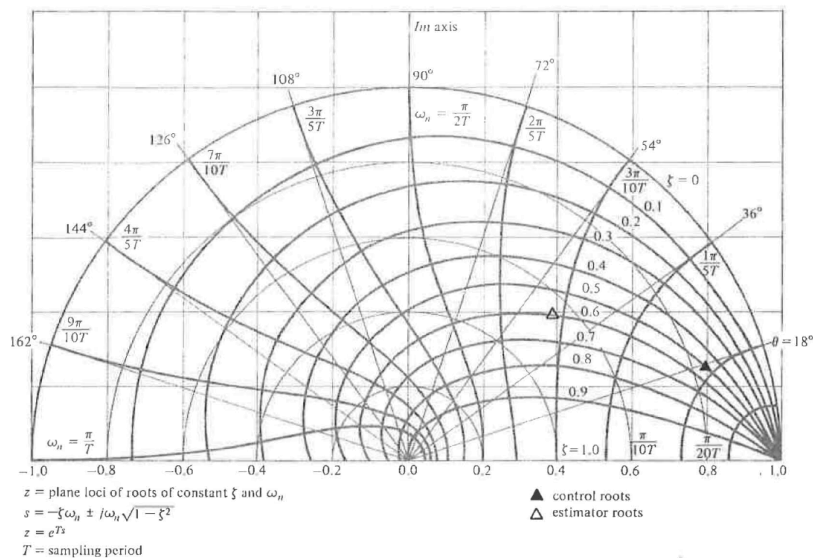 Im axis
72°
90°
108°
54°
ωn = π/2T
2π/5T
3π/5T
126°
7π/10T
3π/10T
ζ = 0
0.1
36°
0.2
144°
4π/5T
0.3
1π/5T
0.4
0.5
0.6
9π/10T
162°
0.7
θ = 18°
0.8
0.9
ωn = π/T
ζ = 1.0
π/10T
π/20T
−1.0 −0.8 −0.6 −0.4 −0.2 0.0 0.2 0.4 0.6 0.8 1.0
z = plane loci of roots of constant ζ and ωn
s = −ζωn ± jωn√1 − ζ²
z = e^Ts
T = sampling period
▲ control roots
△ estimator roots